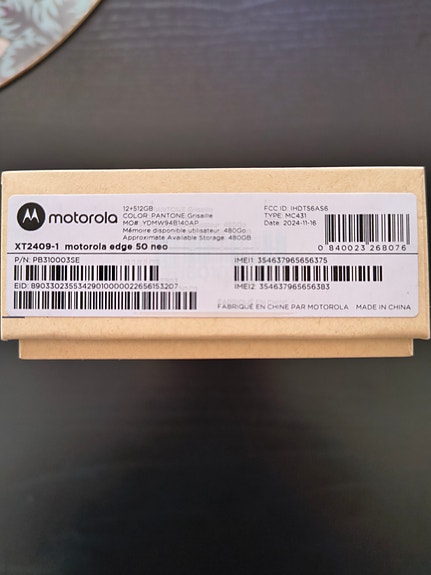 motorola
12+512GB
COLOR: PANTONE Grisaille
MO#: YDMW94B140AP
Mémoire disponible utilisateur: 480Go
Approximate Available Storage: 480GB
FCC ID: IHDT56AS6
TYPE: MC431
Date: 2024-11-16
0 840023 268076
XT2409-1 motorola edge 50 neo
P/N: PB310003SE
IMEI1: 354637965656375
EID: 89033023553429010000022656153207
IMEI2: 354637965656383
FABRIQUÉ EN CHINE PAR MOTOROLA MADE IN CHINA